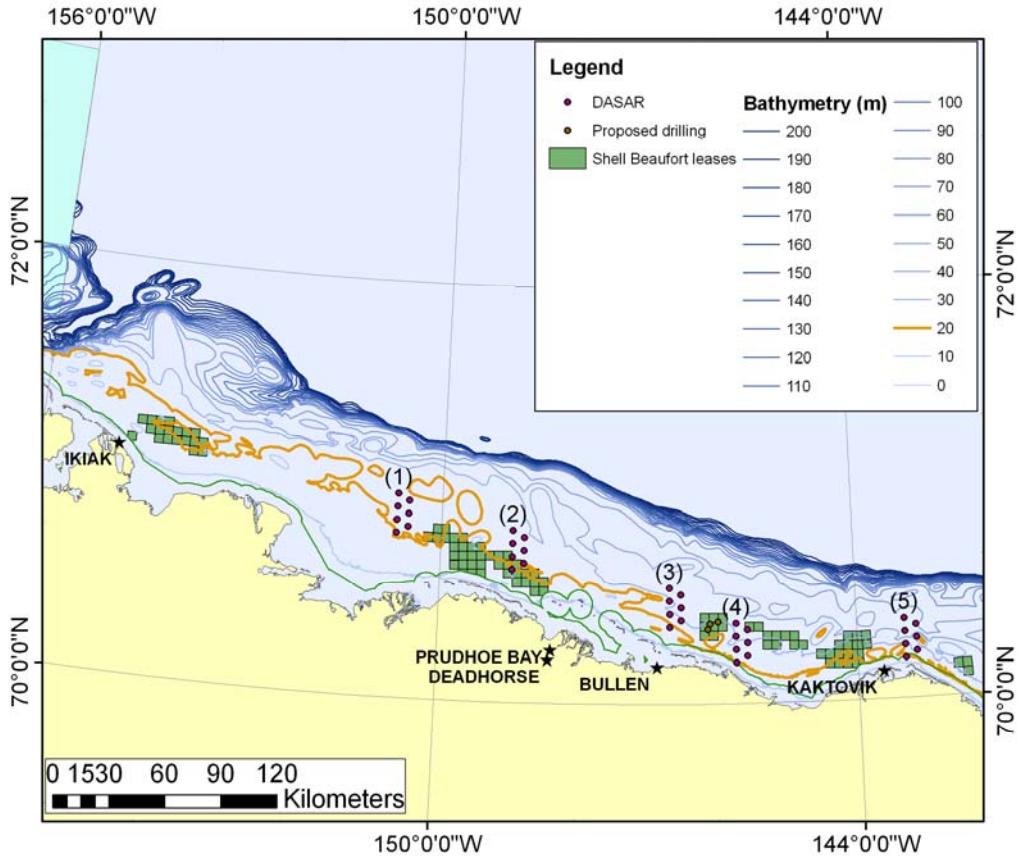 156°0'0"W
150°0'0"W
144°0'0"W
72°0'0"N
72°0'0"N
70°0'0"N
70°0'0"N
Legend
DASAR
Proposed drilling
Shell Beaufort leases
Bathymetry (m)
200
190
180
170
160
150
140
130
120
110
100
90
80
70
60
50
40
30
20
10
0
IKIAK
(1)
(2)
(3)
(4)
(5)
PRUDHOE BAY
DEADHORSE
BULLEN
KAKTOVIK
0 1530 60 90 120
Kilometers
150°0'0"W
144°0'0"W